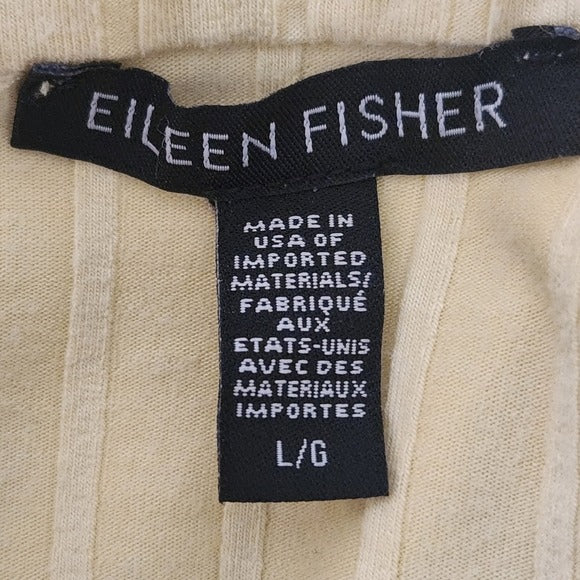 EILEEN FISHER
MADE IN
USA OF
IMPORTED
MATERIALS/
FABRIQUÉ
AUX
ETATS-UNIS
AVEC DES
MATERIAUX
IMPORTES
L/G